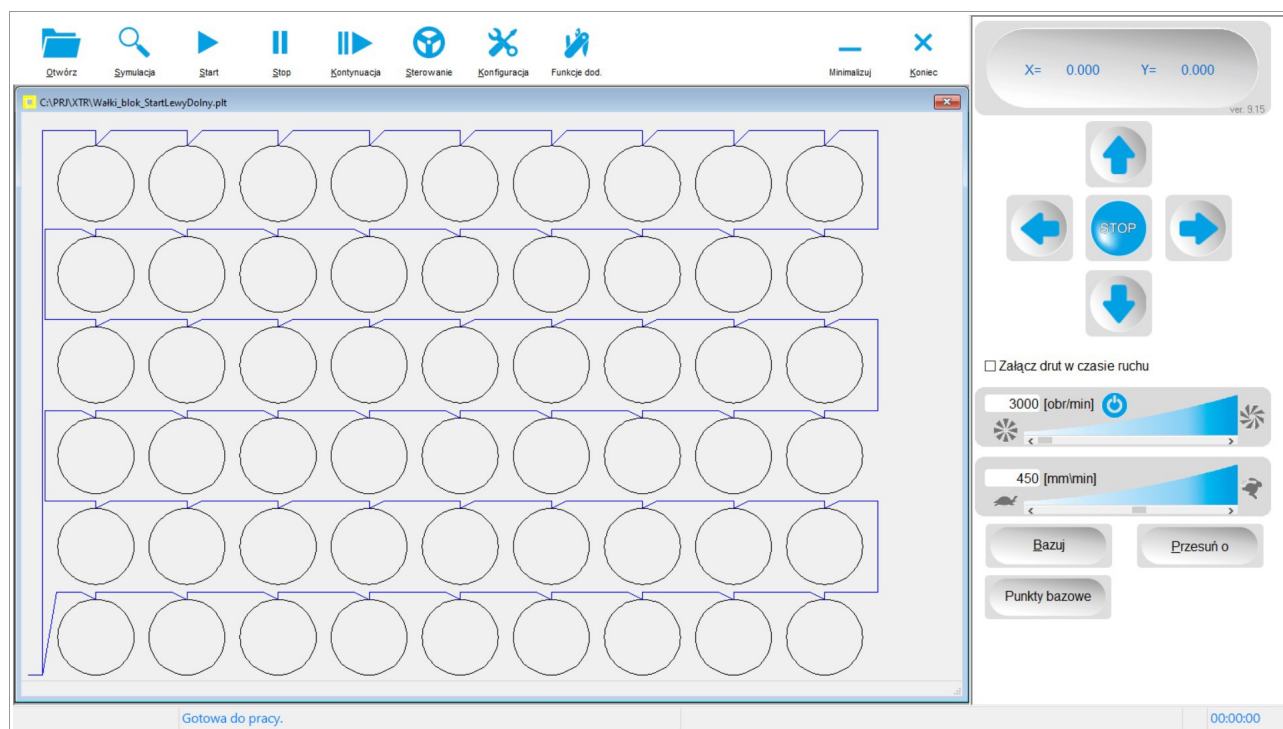 Otwórz Symulacja Start Stop Kontynuacja Sterowanie Konfiguracja Funkcje dod. Minimalizuj Koniec
C:\PRJ\XTR\Wałki_blok_StartLewyDolny.plt
X= 0.000 Y= 0.000
ver. 9.15
STOP
Załącz drut w czasie ruchu
3000 [obr/min]
450 [mm\min]
Bazuj Przesuń o
Punkty bazowe
Gotowa do pracy. 00:00:00